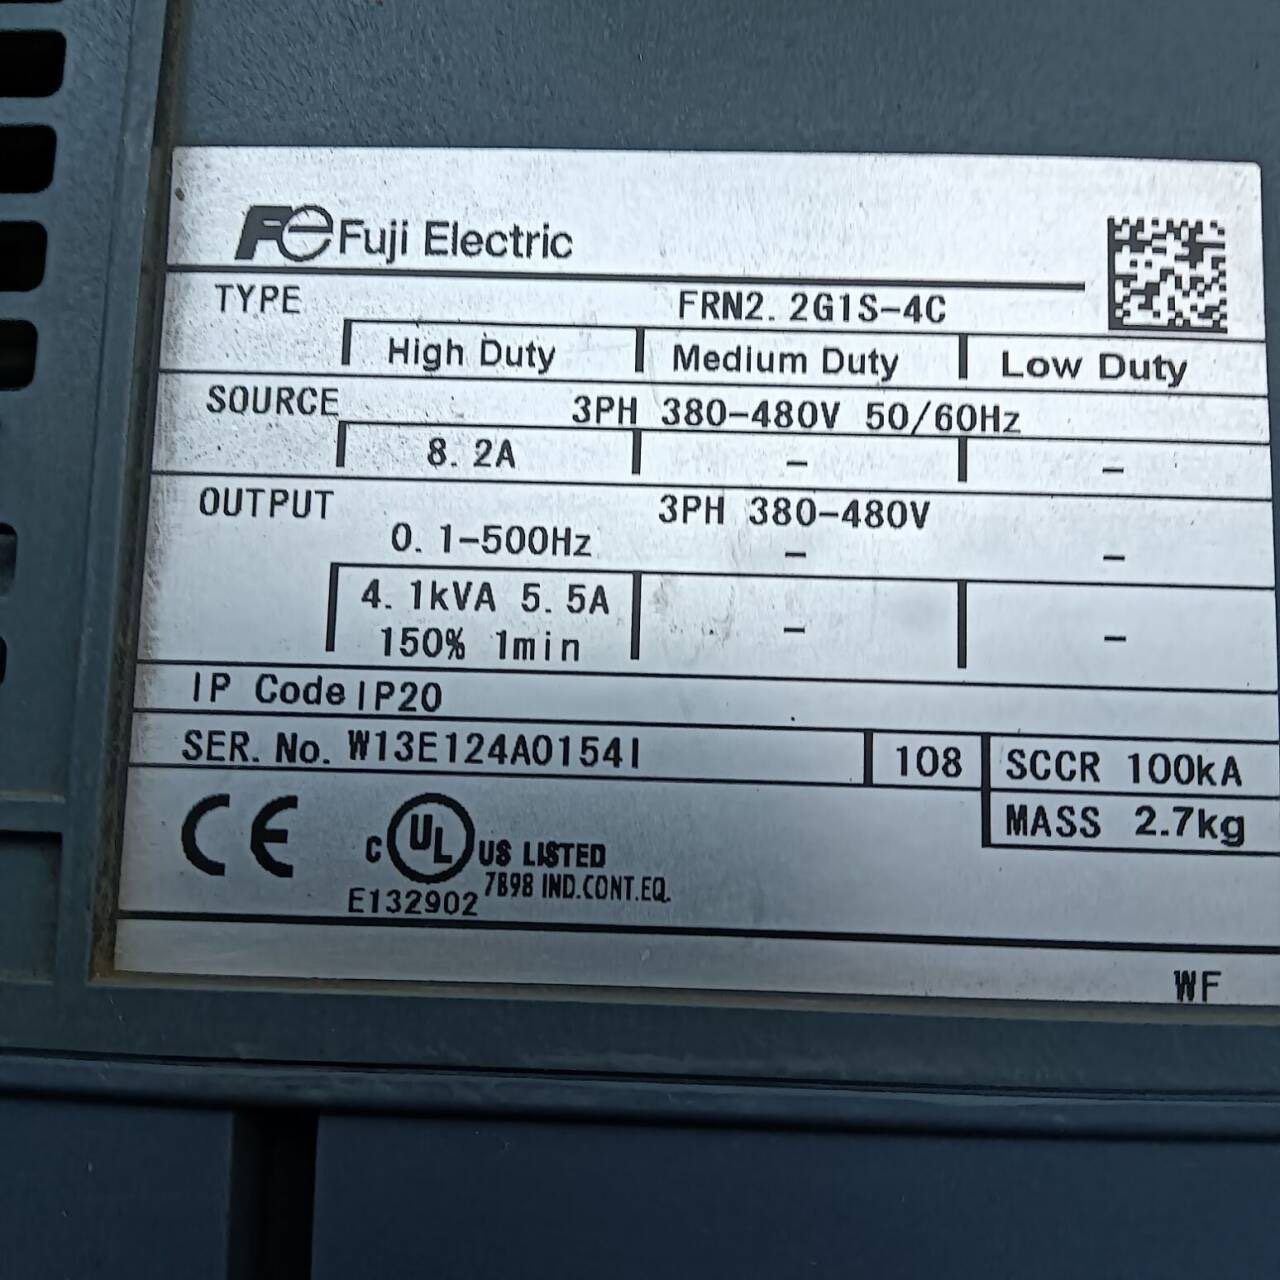 Fe Fuji Electric
TYPE FRN2.2G1S-4C
High Duty Medium Duty Low Duty
SOURCE 3PH 380-480V 50/60Hz
8.2A - -
OUTPUT 3PH 380-480V
0.1-500Hz - -
4.1kVA 5.5A
150% 1min - -
IP Code IP20
SER. No. W13E124A0154I 108 SCCR 100kA
MASS 2.7kg
CE c UL US LISTED
E132902 7B98 IND.CONT.EQ.
WF